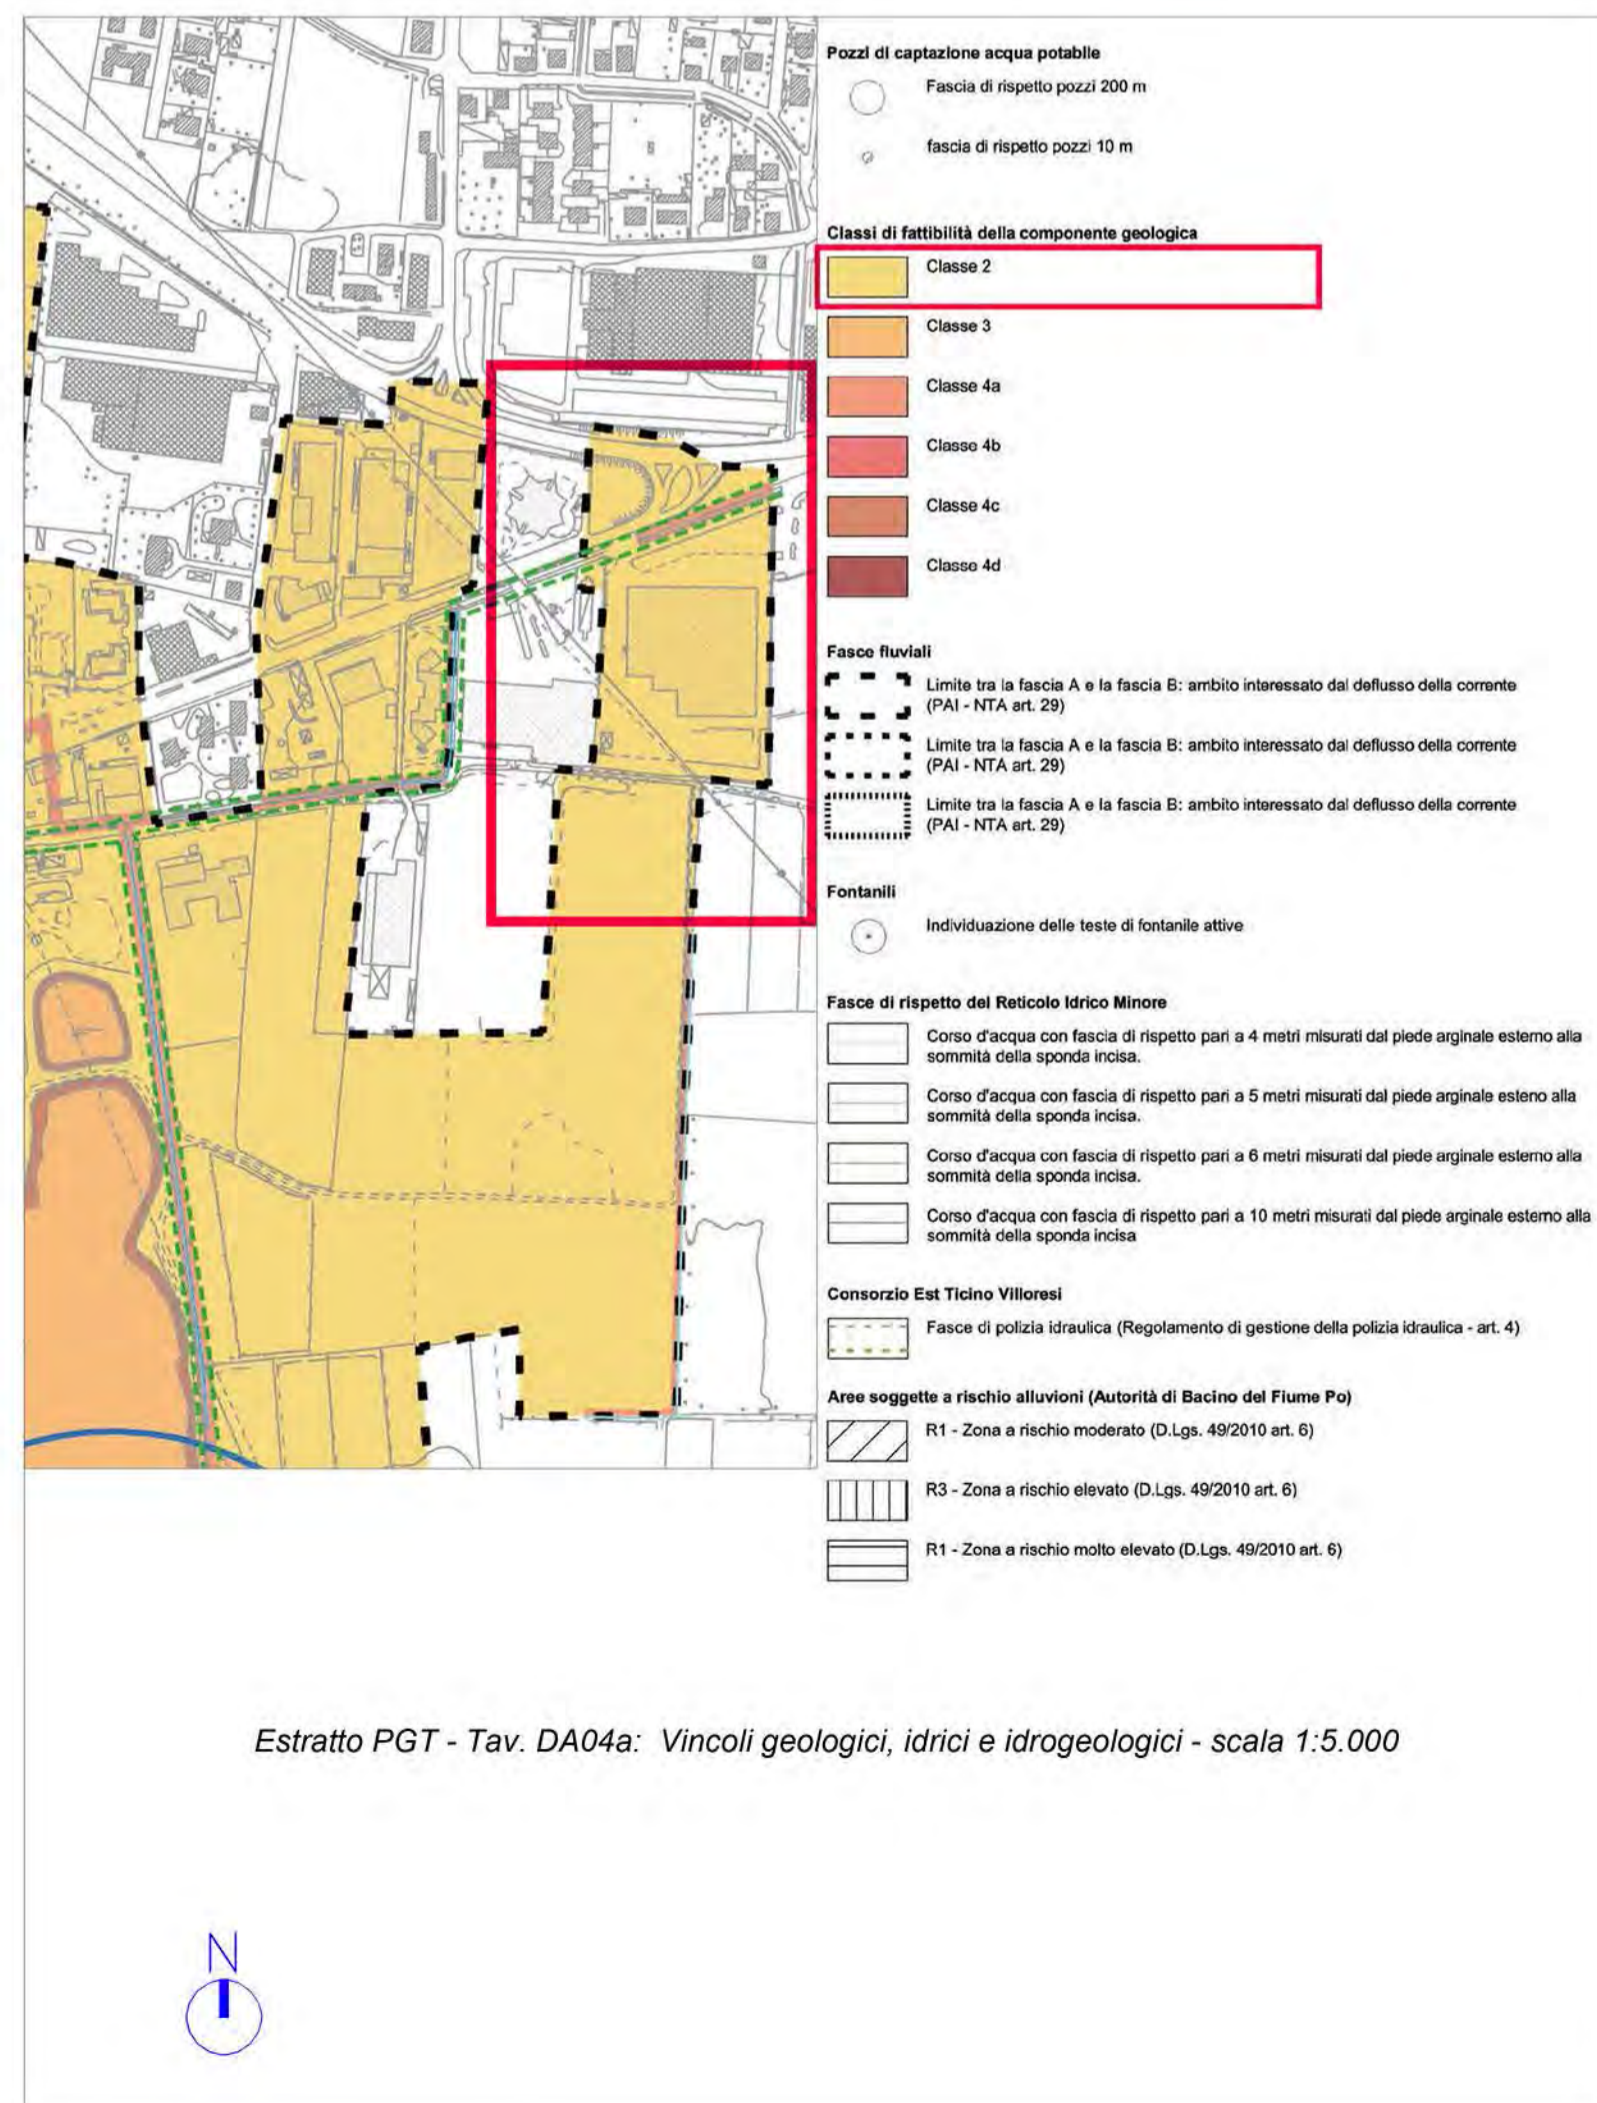 Pozzi di captazione acqua potabile
Fascia di rispetto pozzi 200 m
fascia di rispetto pozzi 10 m
Classi di fattibilità della componente geologica
Classe 2
Classe 3
Classe 4a
Classe 4b
Classe 4c
Classe 4d
Fasce fluviali
Limite tra la fascia A e la fascia B: ambito interessato dal deflusso della corrente
(PAI - NTA art. 29)
Limite tra la fascia A e la fascia B: ambito interessato dal deflusso della corrente
(PAI - NTA art. 29)
Limite tra la fascia A e la fascia B: ambito interessato dal deflusso della corrente
(PAI - NTA art. 29)
Fontanili
Individuazione delle teste di fontanile attive
Fasce di rispetto del Reticolo Idrico Minore
Corso d'acqua con fascia di rispetto pari a 4 metri misurati dal piede arginale esterno alla
sommità della sponda incisa.
Corso d'acqua con fascia di rispetto pari a 5 metri misurati dal piede arginale esteno alla
sommità della sponda incisa.
Corso d'acqua con fascia di rispetto pari a 6 metri misurati dal piede arginale esterno alla
sommità della sponda incisa.
Corso d'acqua con fascia di rispetto pari a 10 metri misurati dal piede arginale esterno alla
sommità della sponda incisa
Consorzio Est Ticino Villoresi
Fasce di polizia idraulica (Regolamento di gestione della polizia idraulica - art. 4)
Aree soggette a rischio alluvioni (Autorità di Bacino del Fiume Po)
R1 - Zona a rischio moderato (D.Lgs. 49/2010 art. 6)
R3 - Zona a rischio elevato (D.Lgs. 49/2010 art. 6)
R1 - Zona a rischio molto elevato (D.Lgs. 49/2010 art. 6)
Estratto PGT - Tav. DA04a: Vincoli geologici, idrici e idrogeologici - scala 1:5.000
N